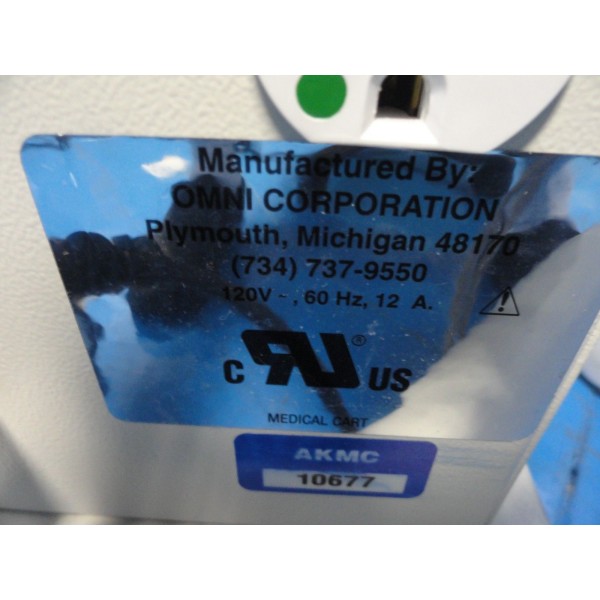 Manufactured By:
OMNI CORPORATION
Plymouth, Michigan 48170
(734) 737-9550
120V ~ , 60 Hz, 12 A.
C RU ® US
MEDICAL CART
AKMC
10677